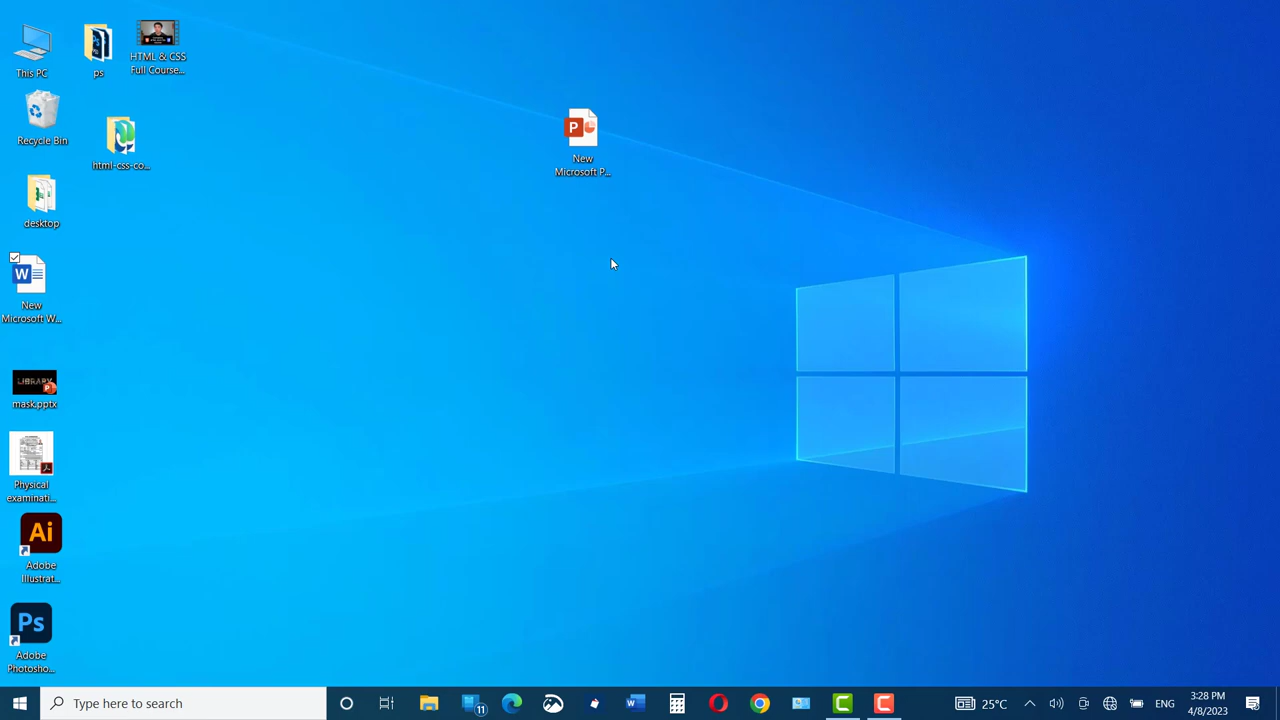 This PC
ps
HTML & CSS
Full Course...
Recycle Bin
html-css-co...
P
New
Microsoft P...
desktop
W
New
Microsoft W...
LIBRARY
P
mask.pptx
Physical
examinati...
Ai
Adobe
Illustrat...
Ps
Adobe
Photosho...
Type here to search
11
W
C
C
25°C
ENG
3:28 PM
4/8/2023